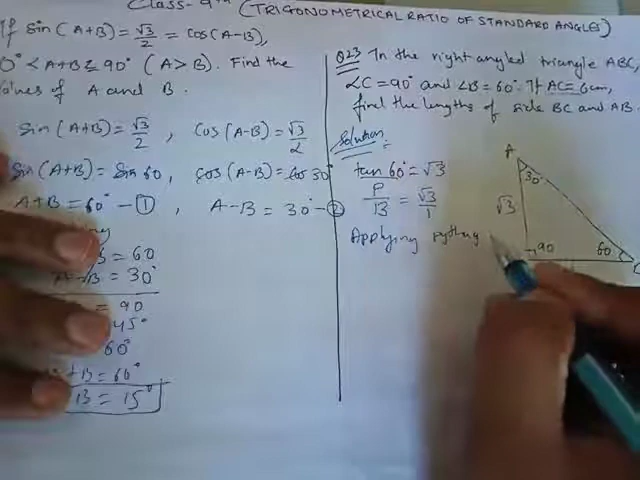 Class-9th (TRIGONOMETRICAL RATIO OF STANDARD ANGLES)
If sin(A+B) = √3/2 = cos(A-B),
0° < A+B ≤ 90° (A>B). Find the
values of A and B.
sin(A+B) = √3/2 , cos(A-B) = √3/2
sin(A+B) = sin 60, cos(A-B) = cos 30°
A+B = 60° - ① , A-B = 30° - ②
= 60
= 30°
= 90
45°
60°
+B = 60°
B = 15°
Q23 In the right angled triangle ABC,
∠C = 90° and ∠B = 60°. If AC = 6cm,
find the lengths of side BC and AB.
Solution:
tan 60° = √3
P/B = √3/1
Applying pythag
A
30°
√3
90
60